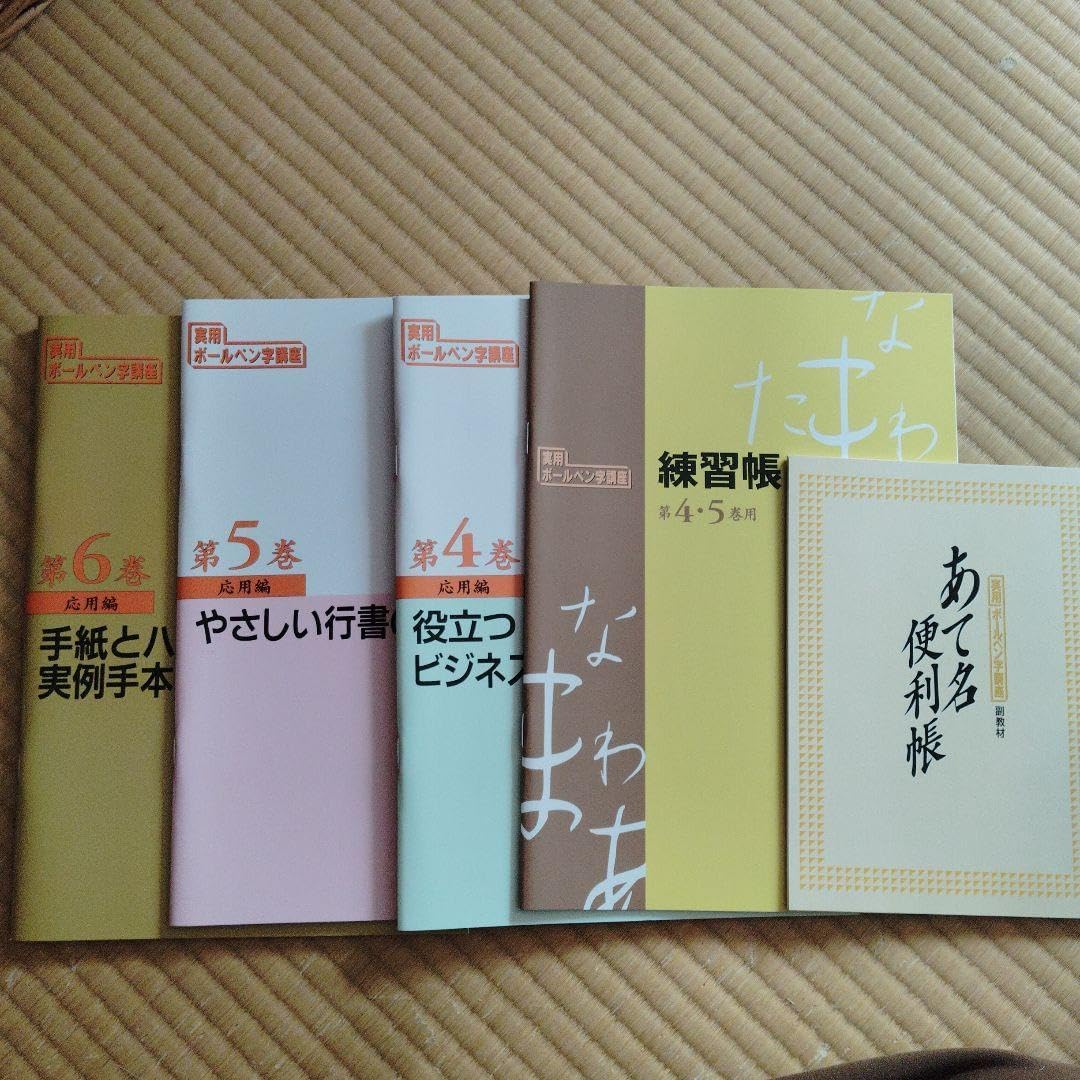 実用
ボールペン字講座
第6巻
応用編
手紙とハ
実例手本
実用
ボールペン字講座
第5巻
応用編
やさしい行書
実用
ボールペン字講座
第4巻
応用編
役立つ
ビジネス
な
たまわ
実用
ボールペン字講座
練習帳
第4・5巻用
な
まわ
あ
あて名
便利帳
実用 ボールペン字講座
副教材